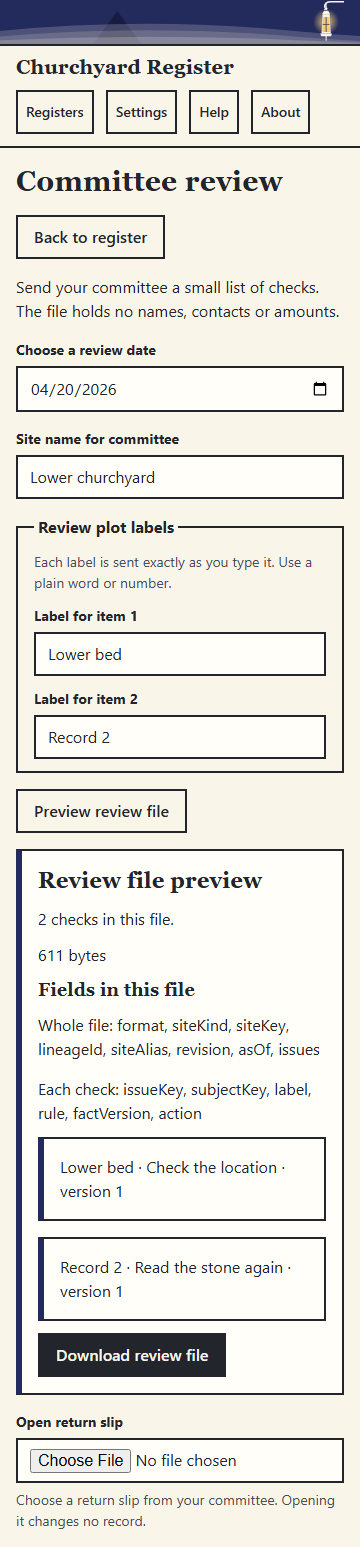 Churchyard Register
Registers
Settings
Help
About
Committee review
Back to register
Send your committee a small list of checks.
The file holds no names, contacts or amounts.
Choose a review date
04/20/2026
Site name for committee
Lower churchyard
Review plot labels
Each label is sent exactly as you type it. Use a
plain word or number.
Label for item 1
Lower bed
Label for item 2
Record 2
Preview review file
Review file preview
2 checks in this file.
611 bytes
Fields in this file
Whole file: format, siteKind, siteKey,
lineageId, siteAlias, revision, asOf, issues
Each check: issueKey, subjectKey, label,
rule, factVersion, action
Lower bed · Check the location ·
version 1
Record 2 · Read the stone again ·
version 1
Download review file
Open return slip
Choose File No file chosen
Choose a return slip from your committee. Opening
it changes no record.